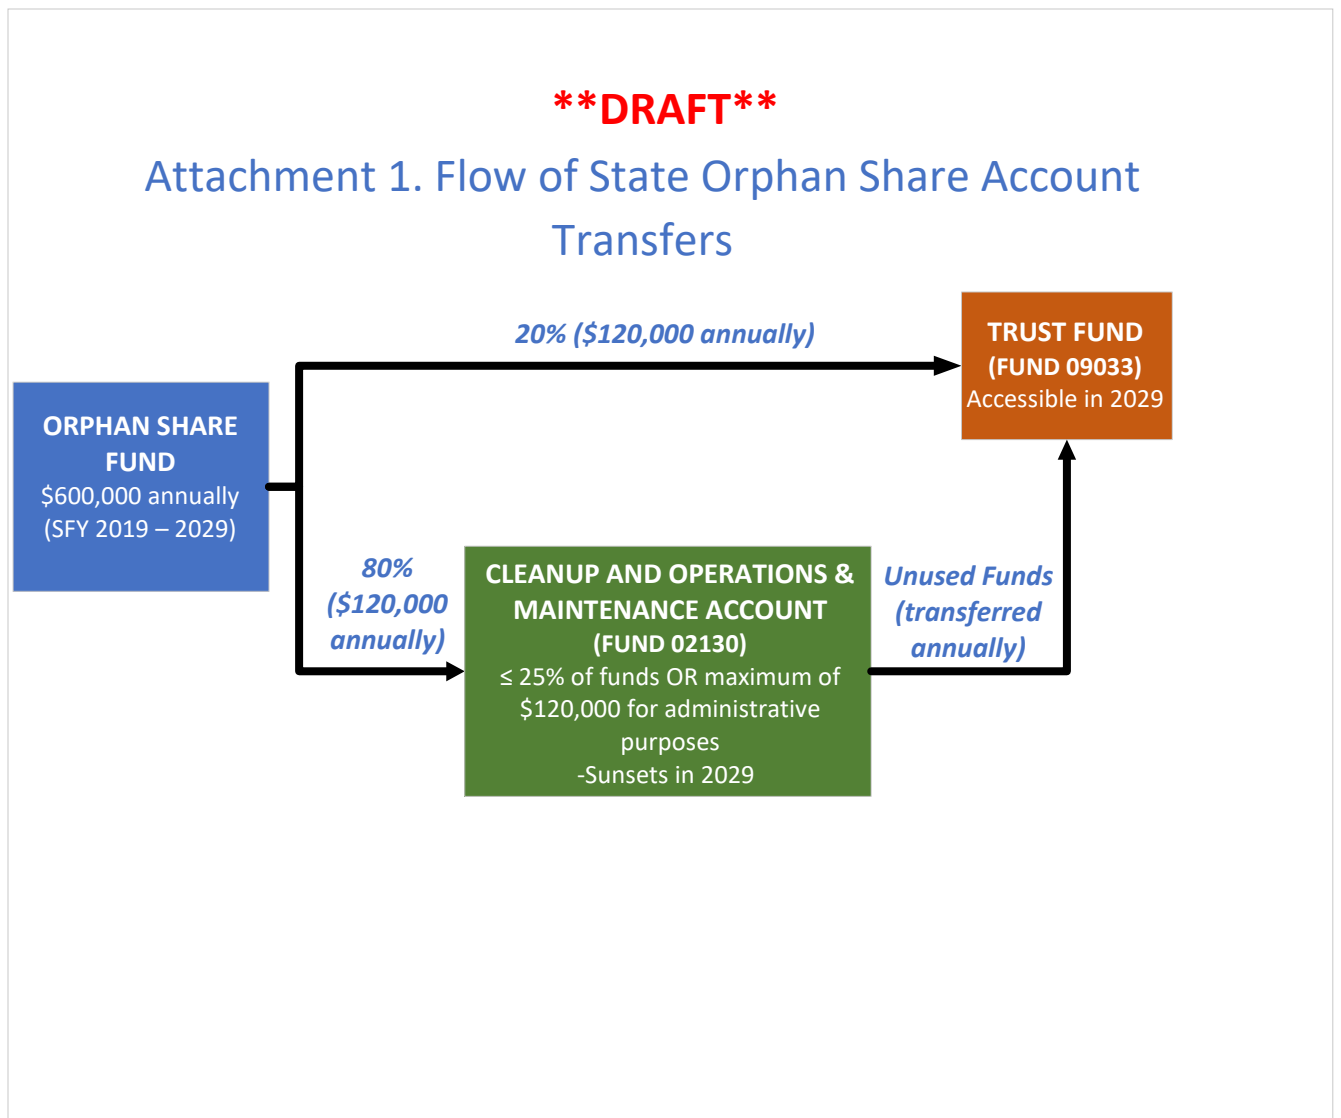 **DRAFT**
Attachment 1. Flow of State Orphan Share Account
Transfers
20% ($120,000 annually)
TRUST FUND
(FUND 09033)
Accessible in 2029
ORPHAN SHARE
FUND
$600,000 annually
(SFY 2019 – 2029)
80%
($120,000
annually)
CLEANUP AND OPERATIONS &
MAINTENANCE ACCOUNT
(FUND 02130)
≤ 25% of funds OR maximum of
$120,000 for administrative
purposes
-Sunsets in 2029
Unused Funds
(transferred
annually)